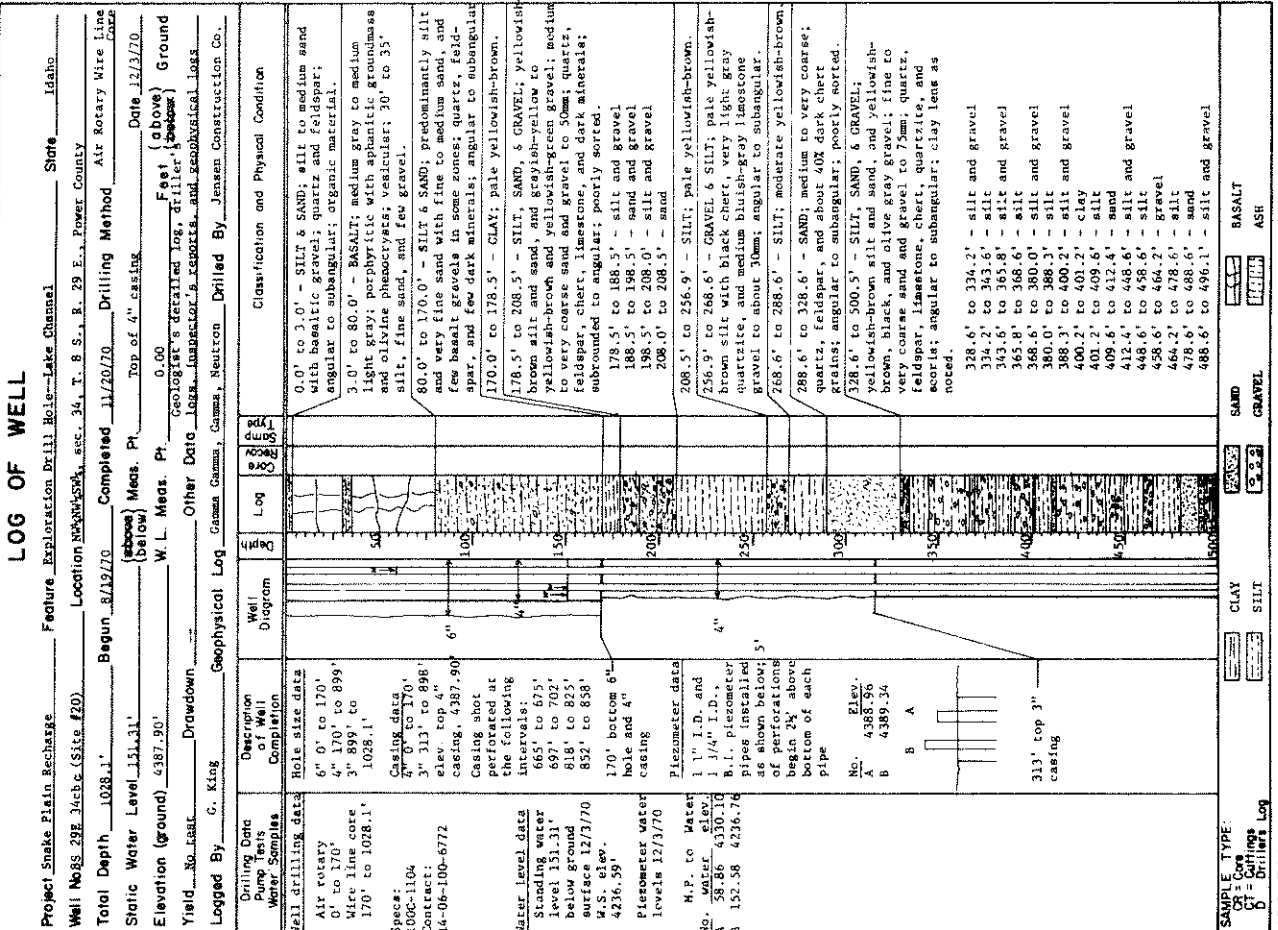 LOG OF WELL
Project Snake Plain Recharge Feature Exploration Drill Hole--Lake Channel State Idaho
Well No 8S 29E 34cbc (Site #20) Location NW¼NW¼SW¼, sec. 34, T. 8 S., R. 29 E., Power County
Total Depth 1028.1' Begun 8/19/70 Completed 11/20/70 Drilling Method Air Rotary Wire Line Core
Static Water Level 151.31' {above (below) Meas. Pt. Top of 4" casing Date 12/3/70
Elevation (ground) 4387.90' W. L. Meas. Pt. 0.00 Feet (above) {below} Ground
Yield No test Drawdown -- Other Data Geologist's detailed log, driller's logs, inspector's reports, and geophysical logs
Logged By G. King Geophysical Log Gamma Gamma, Gamma, Neutron Drilled By Jensen Construction Co.
Drilling Data
Pump Tests
Water Samples
Description
of Well
Completion
Well
Diagram
Depth
Log
Core
Recov
Samp
Type
Classification and Physical Condition
Well drilling data
Air rotary
0' to 170'
Wire line core
170' to 1028.1'
Specs:
100C-1104
Contract:
14-06-100-6772
Water level data
Standing water
level 151.31'
below ground
surface 12/3/70
W.S. elev.
4236.59'
Piezometer water
levels 12/3/70
M.P. to Water
No. water elev.
A 58.86 4330.10
B 152.58 4236.76
Hole size data
6" 0' to 170'
4" 170' to 899'
3" 899' to
1028.1'
Casing data
4" 0' to 170'
3" 313' to 898'
elev. top 4"
casing, 4387.90'
Casing shot
perforated at
the following
intervals:
665' to 675'
697' to 702'
818' to 825'
852' to 858'
170' bottom 6"
hole and 4"
casing
Piezometer data
1 1" I.D. and
1 3/4" I.D.,
B.I. piezometer
pipes installed
as shown below;
5' of perforations
begin 2½' above
bottom of each
pipe
No. Elev.
A 4388.96
B 4389.34
B A
313' top 3"
casing
6"
4"
4"
50
100
150
200
250
300
350
400
450
500
0.0' to 3.0' - SILT & SAND; silt to medium sand
with basaltic gravel; quartz and feldspar;
angular to subangular; organic material.
3.0' to 80.0' - BASALT; medium gray to medium
light gray; porphyritic with aphanitic groundmass
and olivine phenocrysts; vesicular; 30' to 35'
silt, fine sand, and few gravel.
80.0' to 170.0' - SILT & SAND; predominantly silt
and very fine sand with fine to medium sand, and
few basalt gravels in some zones; quartz, feld-
spar, and few dark minerals; angular to subangular
170.0' to 178.5' - CLAY; pale yellowish-brown.
178.5' to 208.5' - SILT, SAND, & GRAVEL; yellowish-
brown silt and sand, and grayish-yellow to
yellowish-brown and yellowish-green gravel; medium
to very coarse sand and gravel to 50mm; quartz,
feldspar, chert, limestone, and dark minerals;
subrounded to angular; poorly sorted.
178.5' to 188.5' - silt and gravel
188.5' to 198.5' - sand and gravel
198.5' to 208.0' - silt and gravel
208.0' to 208.5' - sand
208.5' to 256.9' - SILT; pale yellowish-brown.
256.9' to 268.6' - GRAVEL & SILT; pale yellowish-
brown silt with black chert, very light gray
quartzite, and medium bluish-gray limestone
gravel to about 30mm; angular to subangular.
268.6' to 288.6' - SILT; moderate yellowish-brown.
288.6' to 328.6' - SAND; medium to very coarse;
quartz, feldspar, and about 40% dark chert
grains; angular to subangular; poorly sorted.
328.6' to 500.5' - SILT, SAND, & GRAVEL;
yellowish-brown silt and sand, and yellowish-
brown, black, and olive gray gravel; fine to
very coarse sand and gravel to 75mm; quartz,
feldspar, limestone, chert, quartzite, and
scoria; angular to subangular; clay lens as
noted.
328.6' to 334.2' - silt and gravel
334.2' to 343.6' - silt
343.6' to 365.8' - silt and gravel
365.8' to 368.6' - silt
368.6' to 380.0' - silt and gravel
380.0' to 388.3' - silt
388.3' to 400.2' - silt and gravel
400.2' to 401.2' - clay
401.2' to 409.6' - silt
409.6' to 412.4' - sand
412.4' to 448.6' - silt and gravel
448.6' to 458.6' - silt
458.6' to 464.2' - gravel
464.2' to 478.6' - silt
478.6' to 488.6' - sand
488.6' to 496.1' - silt and gravel
SAMPLE TYPE:
CR = Core
CT = Cuttings
D = Drillers Log
CLAY
SILT
SAND
GRAVEL
BASALT
ASH